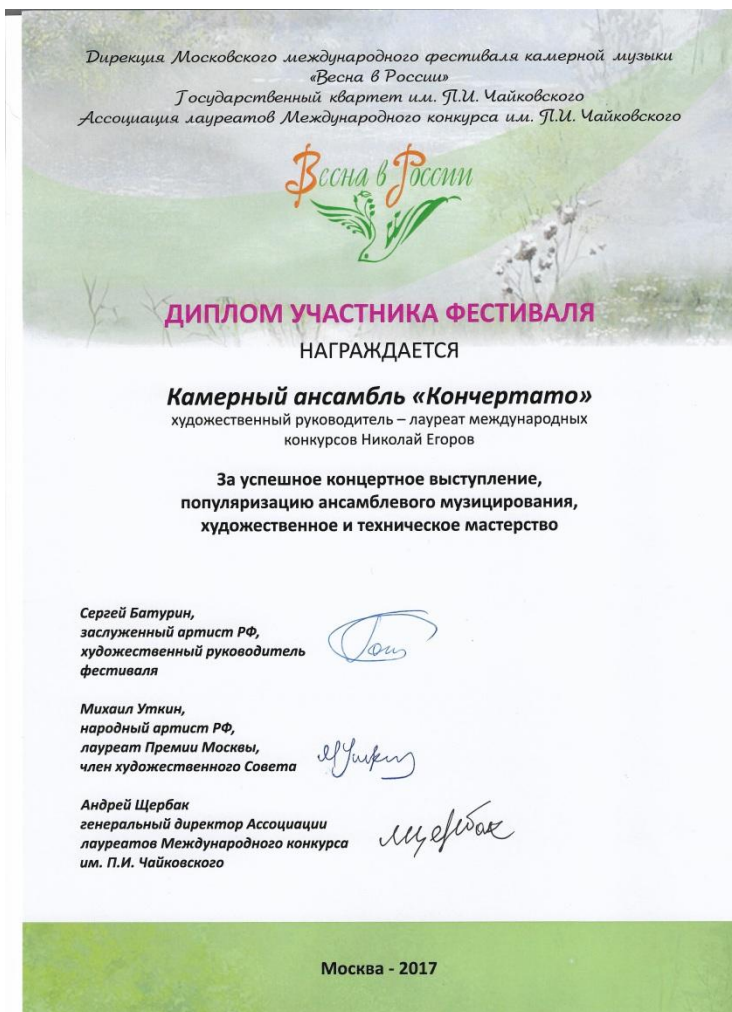 Дирекция Московского международного фестиваля камерной музыки
«Весна в России»
Государственный квартет им. П.И. Чайковского
Ассоциация лауреатов Международного конкурса им. П.И. Чайковского
Весна в России
ДИПЛОМ УЧАСТНИКА ФЕСТИВАЛЯ
НАГРАЖДАЕТСЯ
Камерный ансамбль «Кончертато»
художественный руководитель – лауреат международных
конкурсов Николай Егоров
За успешное концертное выступление,
популяризацию ансамблевого музицирования,
художественное и техническое мастерство
Сергей Батурин,
заслуженный артист РФ,
художественный руководитель
фестиваля
Михаил Уткин,
народный артист РФ,
лауреат Премии Москвы,
член художественного Совета
Андрей Щербак
генеральный директор Ассоциации
лауреатов Международного конкурса
им. П.И. Чайковского
Щербак
Москва - 2017